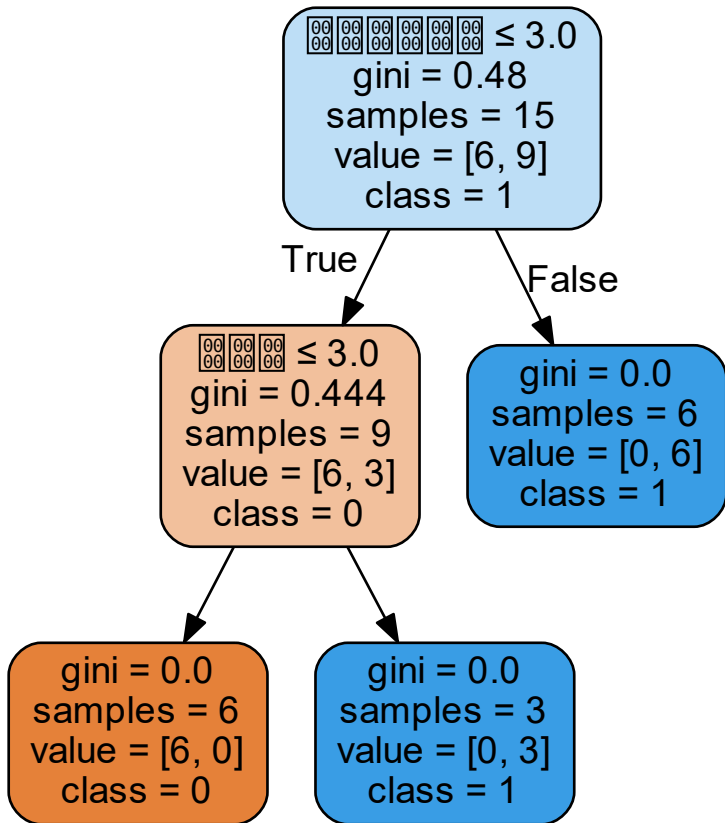 ≤ 3.0
gini = 0.48
samples = 15
value = [6, 9]
class = 1
True
False
≤ 3.0
gini = 0.444
samples = 9
value = [6, 3]
class = 0
gini = 0.0
samples = 6
value = [0, 6]
class = 1
gini = 0.0
samples = 6
value = [6, 0]
class = 0
gini = 0.0
samples = 3
value = [0, 3]
class = 1